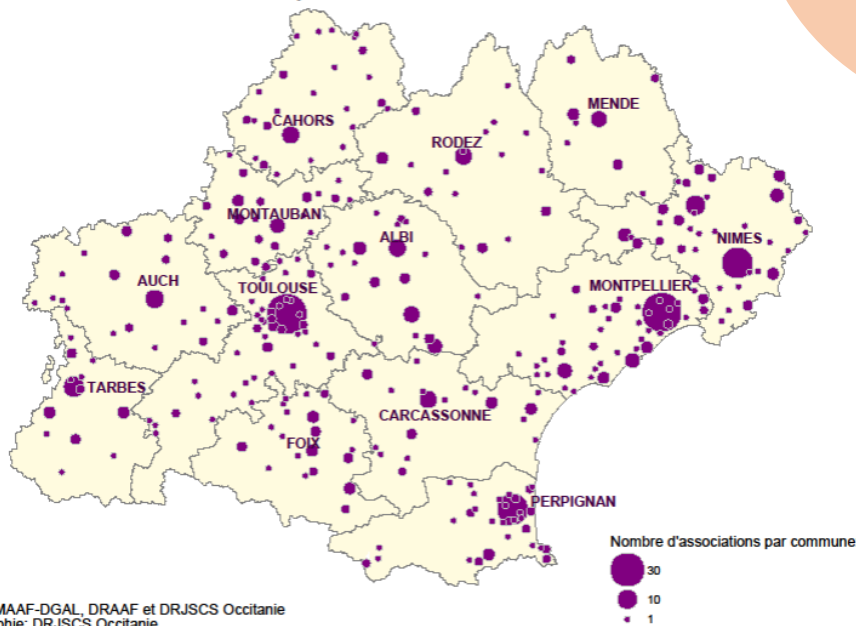 MENDE
CAHORS
RODEZ
MONTAUBAN
ALBI
NIMES
AUCH
TOULOUSE
MONTPELLIER
TARBES
CARCASSONNE
FOIX
PERPIGNAN
Nombre d'associations par commune
30
10
1
MAAF-DGAL, DRAAF et DRJSCS Occitanie
phie: DRJSCS Occitanie